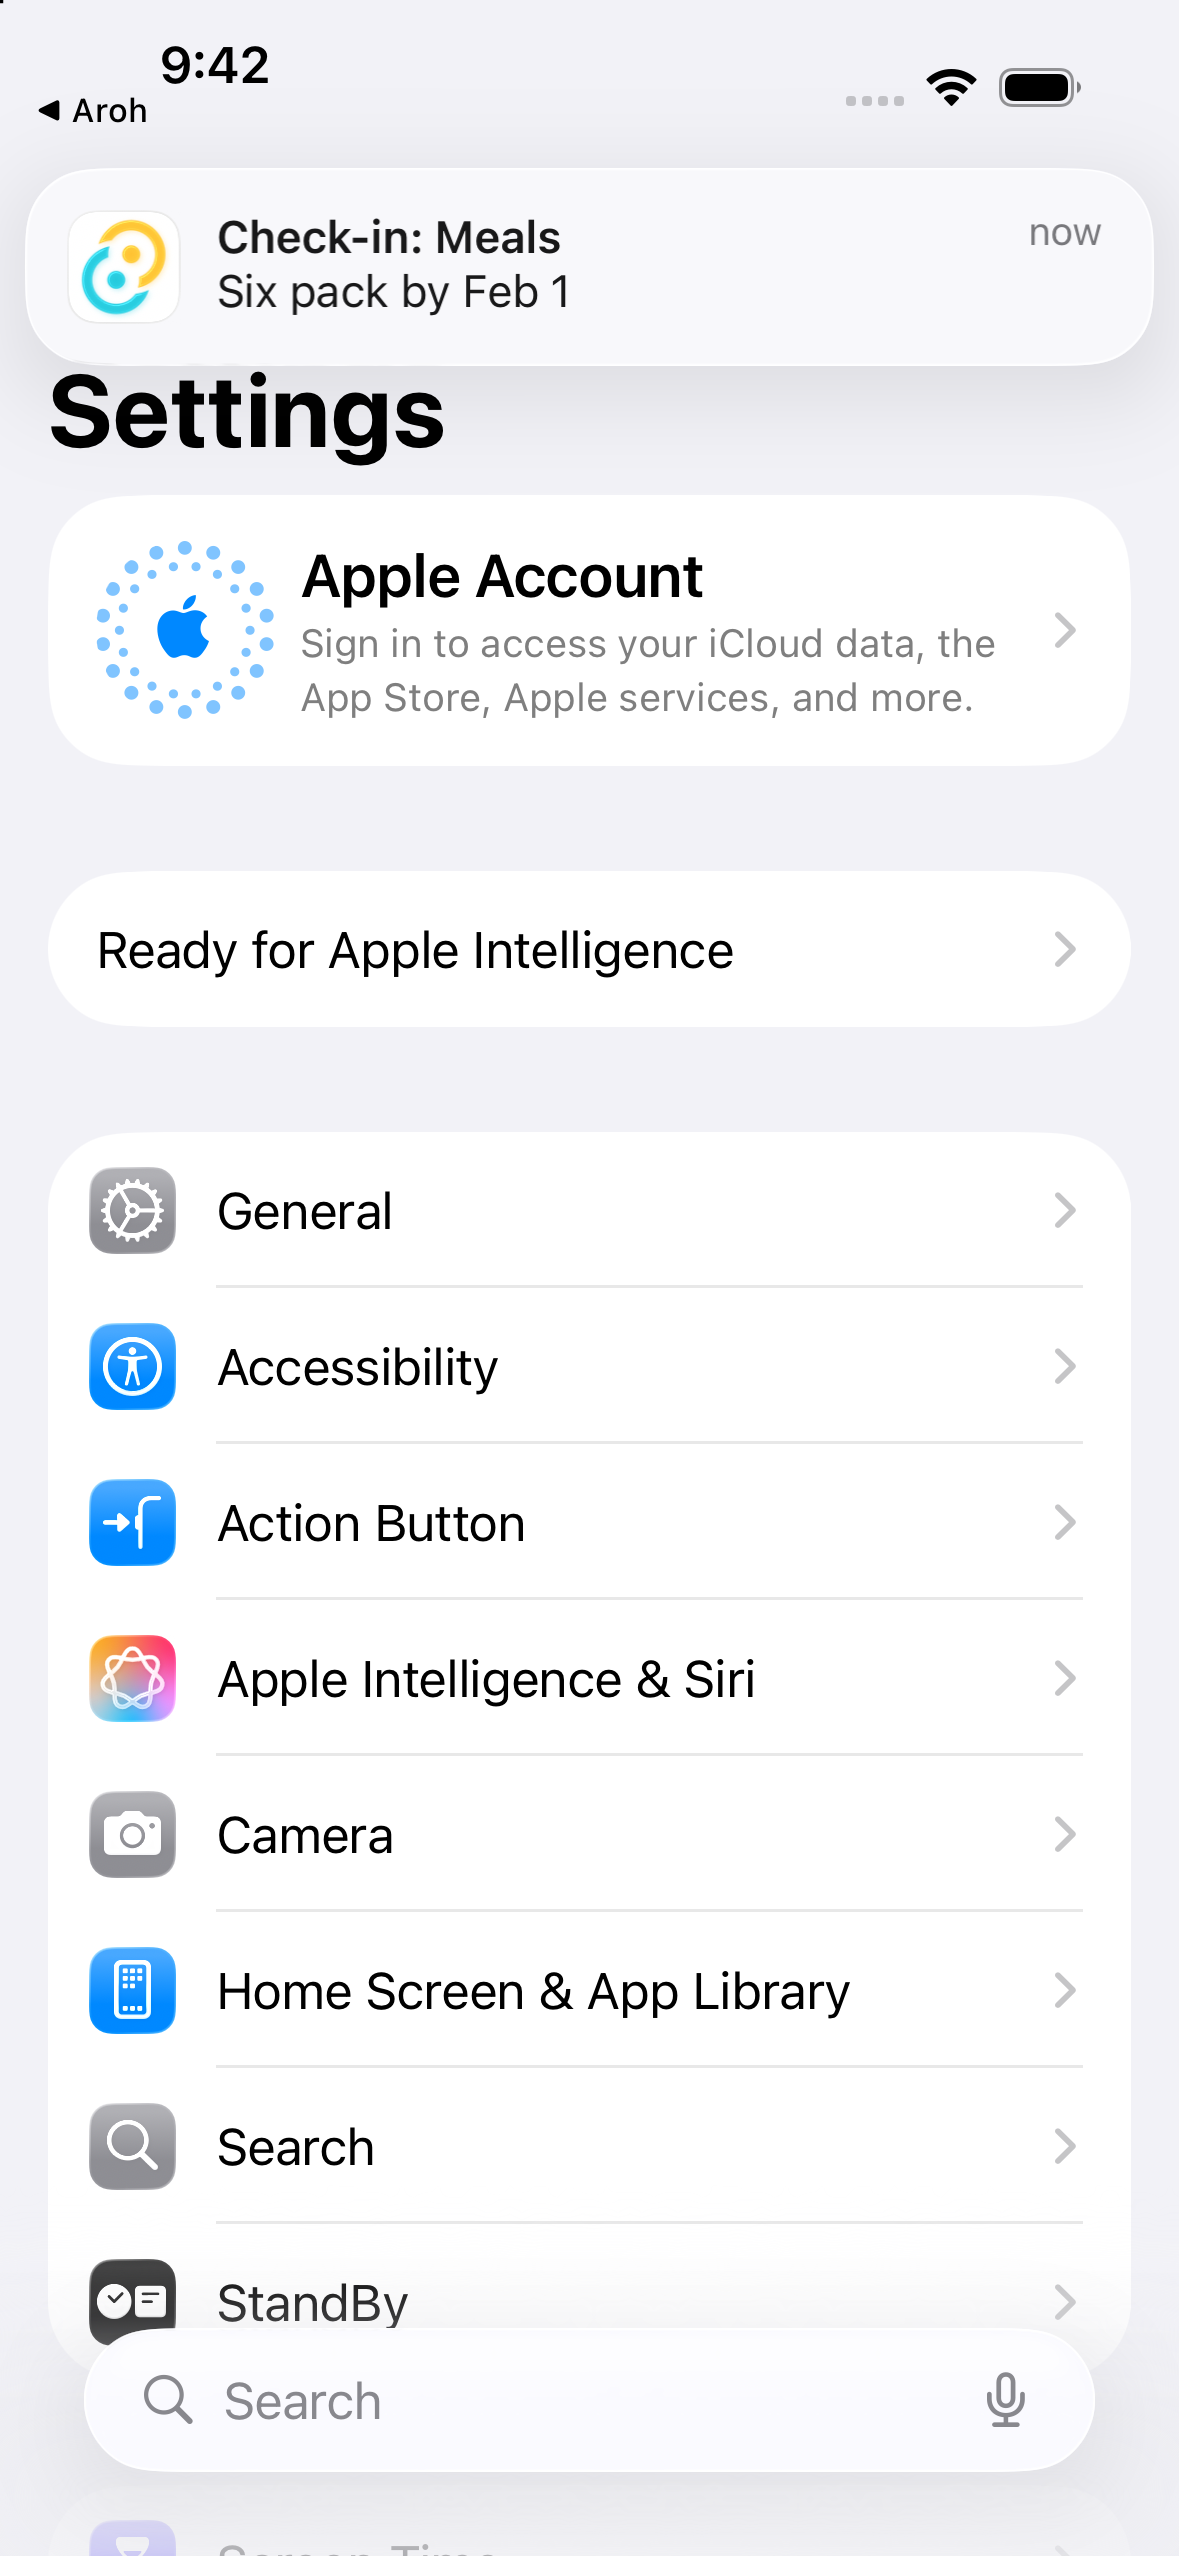 9:42
◀ Aroh
Check-in: Meals
now
Six pack by Feb 1
Settings
Apple Account
Sign in to access your iCloud data, the
App Store, Apple services, and more.
Ready for Apple Intelligence
General
Accessibility
Action Button
Apple Intelligence & Siri
Camera
Home Screen & App Library
Search
StandBy
Search
Screen Time